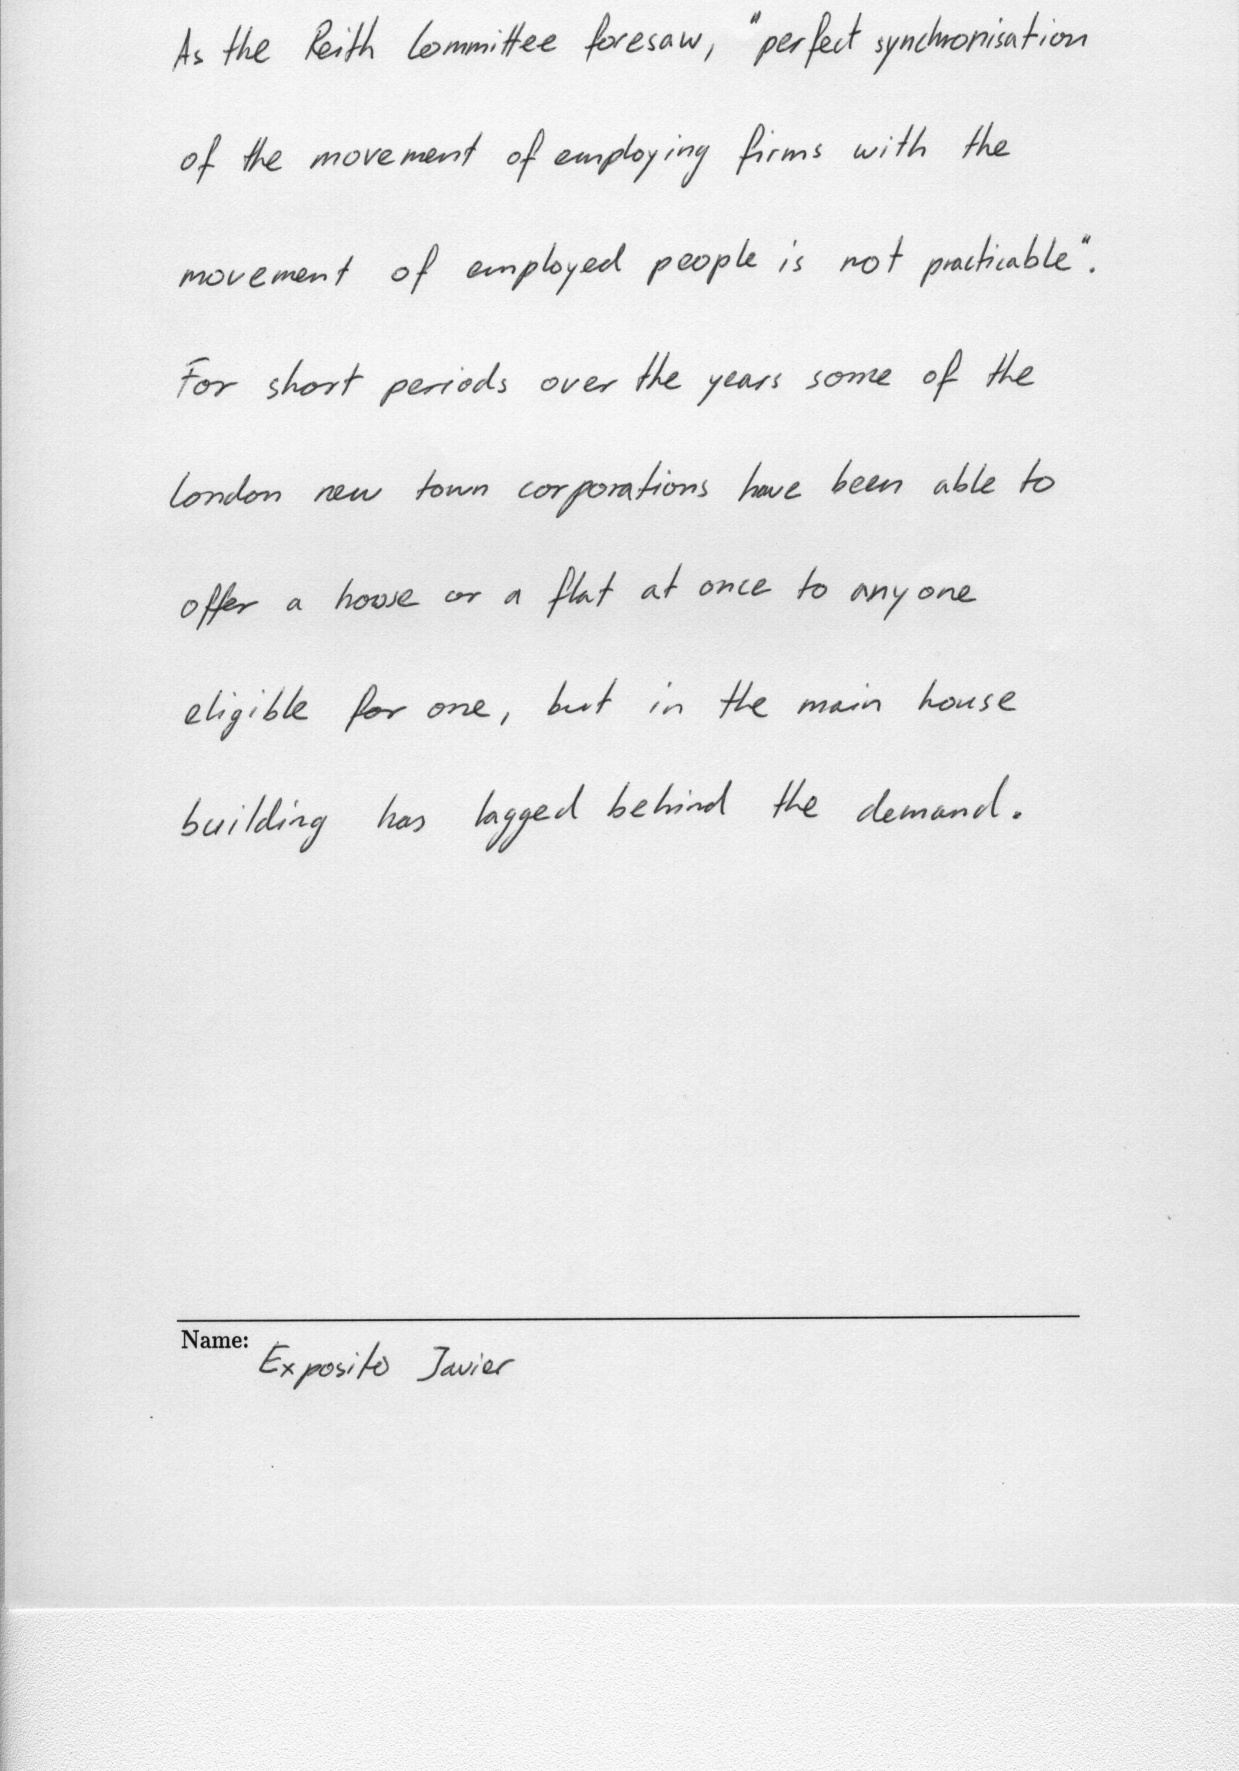 As the Reith Committee foresaw, "perfect synchronisation
of the movement of employing firms with the
movement of employed people is not practicable".
For short periods over the years some of the
London new town corporations have been able to
offer a house or a flat at once to anyone
eligible for one, but in the main house
building has lagged behind the demand.
Name:
Exposito Javier